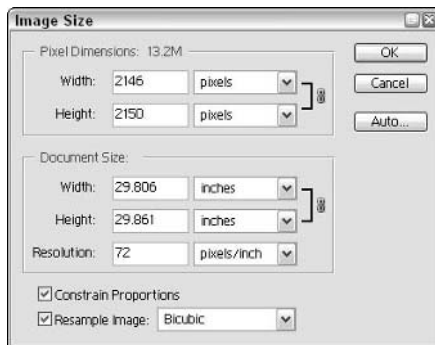 Image Size
Pixel Dimensions: 13.2M
OK
Width: 2146 pixels
Cancel
Height: 2150 pixels
Auto...
Document Size:
Width: 29.806 inches
Height: 29.861 inches
Resolution: 72 pixels/inch
Constrain Proportions
Resample Image: Bicubic